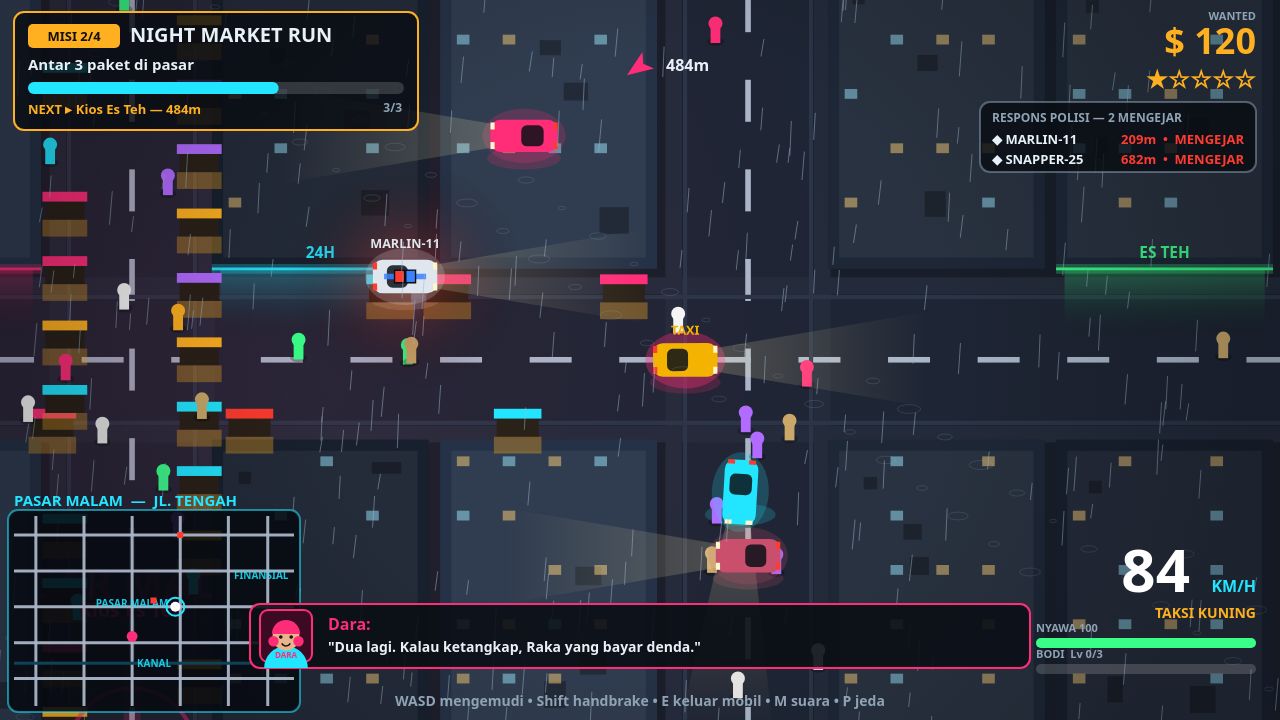 MISI 2/4 NIGHT MARKET RUN
Antar 3 paket di pasar
NEXT ▸ Kios Es Teh — 484m 3/3
484m
WANTED
$ 120
★☆☆☆☆
RESPONS POLISI — 2 MENGEJAR
◆ MARLIN-11 209m • MENGEJAR
◆ SNAPPER-25 682m • MENGEJAR
MARLIN-11
24H
ES TEH
TAXI
PASAR MALAM — JL. TENGAH
FINANSIAL
PASAR MALAM
KANAL
Dara:
"Dua lagi. Kalau ketangkap, Raka yang bayar denda."
DARA
84 KM/H
TAKSI KUNING
NYAWA 100
BODI Lv 0/3
WASD mengemudi • Shift handbrake • E keluar mobil • M suara • P jeda